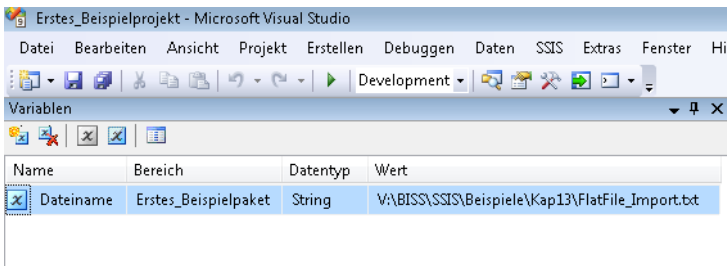 Erstes_Beispielprojekt - Microsoft Visual Studio
Datei Bearbeiten Ansicht Projekt Erstellen Debuggen Daten SSIS Extras Fenster Hi
Development
Variablen
Name Bereich Datentyp Wert
Dateiname Erstes_Beispielpaket String V:\BISS\SSIS\Beispiele\Kap13\FlatFile_Import.txt